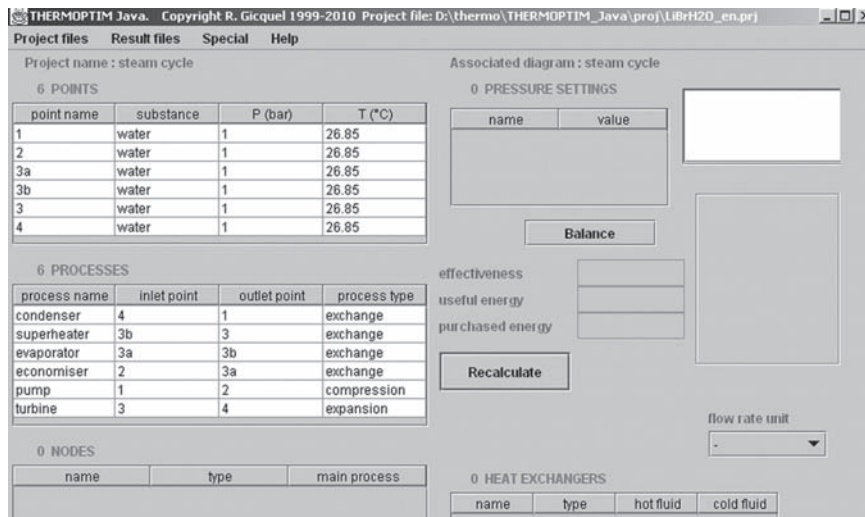 THERMOPTIM Java. Copyright R. Gicquel 1999-2010 Project file: D:\thermo\THERMOPTIM_Java\proj\LiBrH2O_en.prj
Project files Result files Special Help
Project name : steam cycle
6 POINTS
point name substance P (bar) T (°C)
1 water 1 26.85
2 water 1 26.85
3a water 1 26.85
3b water 1 26.85
3 water 1 26.85
4 water 1 26.85
6 PROCESSES
process name inlet point outlet point process type
condenser 4 1 exchange
superheater 3b 3 exchange
evaporator 3a 3b exchange
economiser 2 3a exchange
pump 1 2 compression
turbine 3 4 expansion
0 NODES
name type main process
Associated diagram : steam cycle
0 PRESSURE SETTINGS
name value
Balance
effectiveness
useful energy
purchased energy
Recalculate
flow rate unit
-
0 HEAT EXCHANGERS
name type hot fluid cold fluid